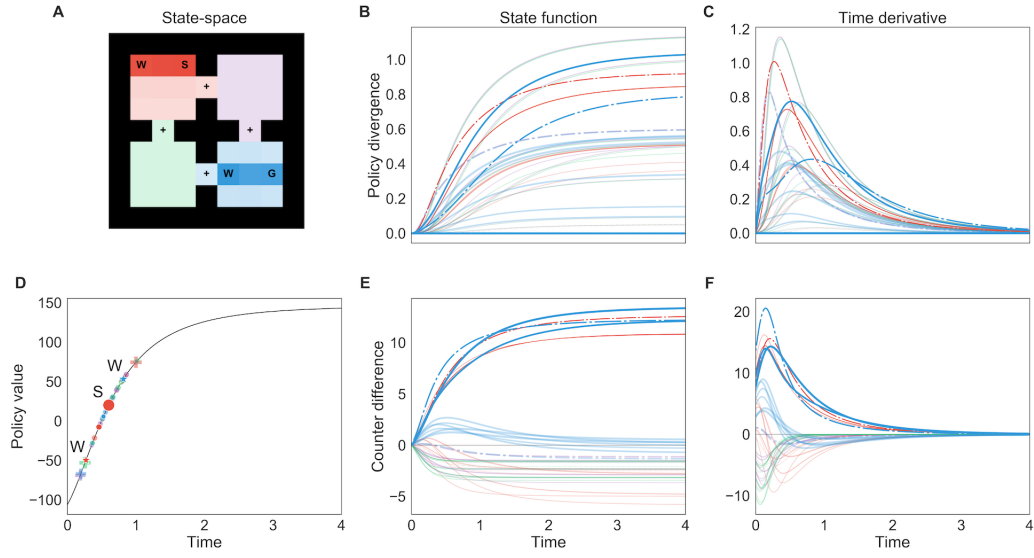 A
State-space
W
S
+
+
+
+
W
G
B
State function
Policy divergence
1.0
0.8
0.6
0.4
0.2
0.0
C
Time derivative
1.2
1.0
0.8
0.6
0.4
0.2
0.0
D
Policy value
150
100
50
0
−50
−100
W
S
W
0
1
2
3
4
Time
E
Counter difference
10
5
0
−5
0
1
2
3
4
Time
F
20
10
0
−10
0
1
2
3
4
Time